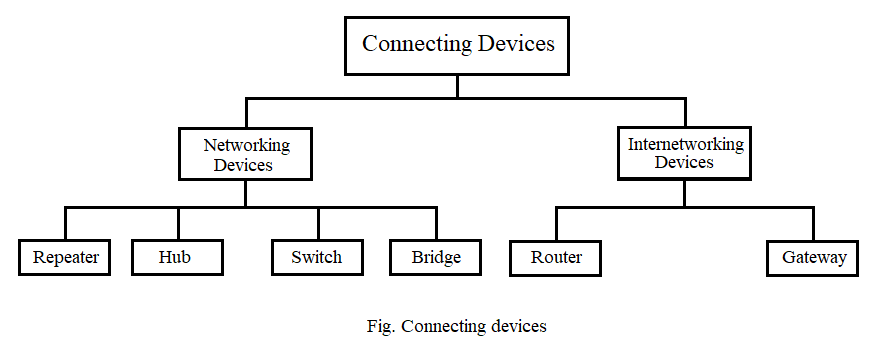 Connecting Devices
Networking
Devices
Internetworking
Devices
Repeater
Hub
Switch
Bridge
Router
Gateway
Fig. Connecting devices